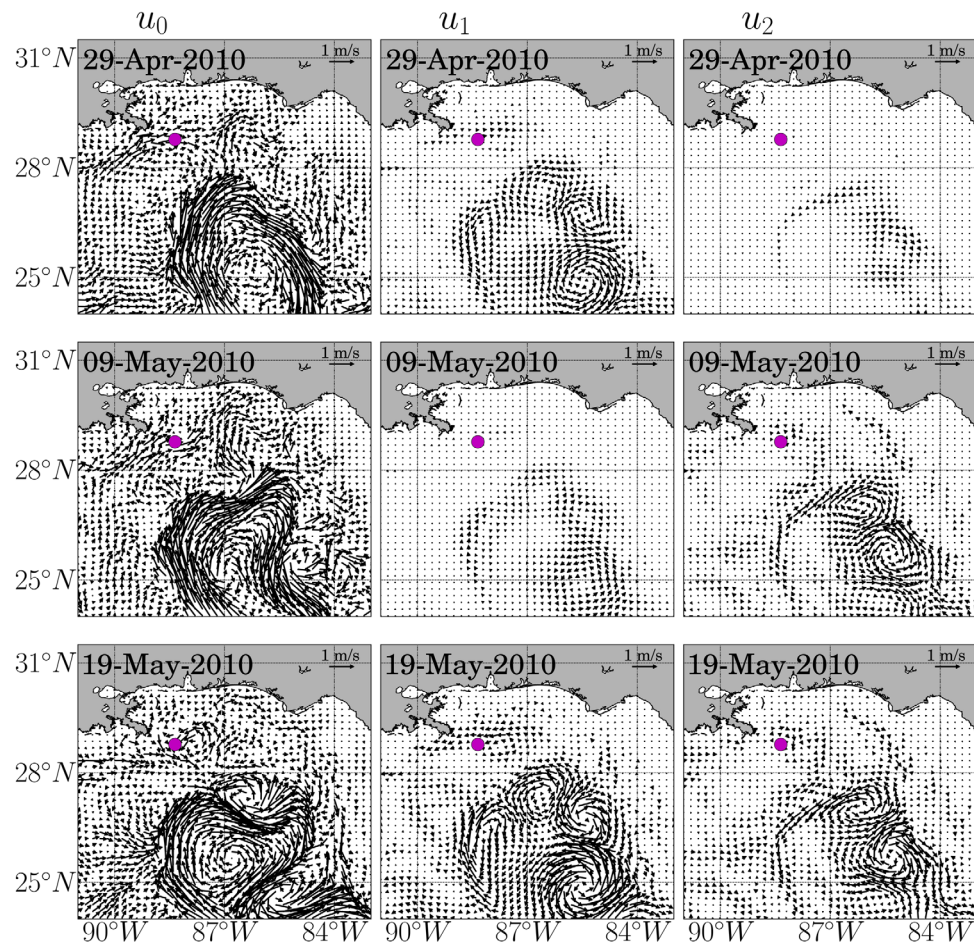 u₀ u₁ u₂
31°N 29-Apr-2010 1 m/s 29-Apr-2010 1 m/s 29-Apr-2010 1 m/s
28°N
25°N
31°N 09-May-2010 1 m/s 09-May-2010 1 m/s 09-May-2010 1 m/s
28°N
25°N
31°N 19-May-2010 1 m/s 19-May-2010 1 m/s 19-May-2010 1 m/s
28°N
25°N
90°W 87°W 84°W 90°W 87°W 84°W 90°W 87°W 84°W